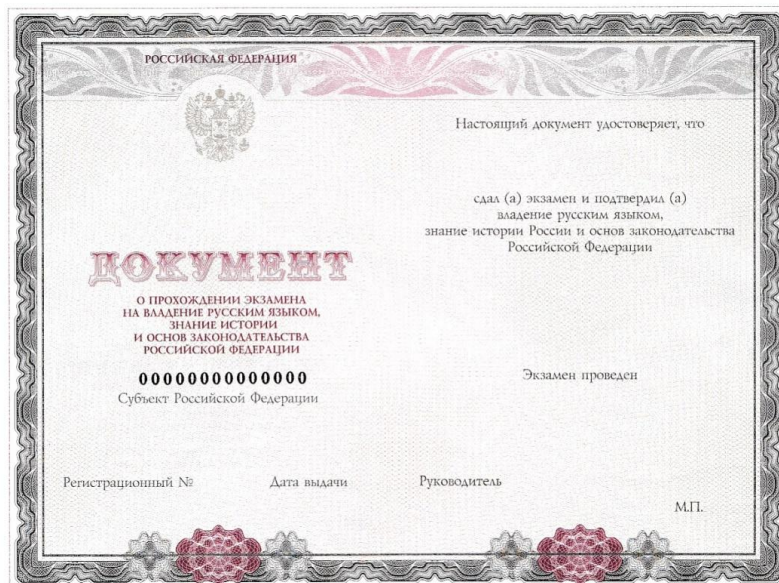 РОССИЙСКАЯ ФЕДЕРАЦИЯ
ДОКУМЕНТ
О ПРОХОЖДЕНИИ ЭКЗАМЕНА
НА ВЛАДЕНИЕ РУССКИМ ЯЗЫКОМ,
ЗНАНИЕ ИСТОРИИ
И ОСНОВ ЗАКОНОДАТЕЛЬСТВА
РОССИЙСКОЙ ФЕДЕРАЦИИ
00000000000000
Субъект Российской Федерации
Регистрационный №
Дата выдачи
Настоящий документ удостоверяет, что
сдал (а) экзамен и подтвердил (а)
владение русским языком,
знание истории России и основ законодательства
Российской Федерации
Экзамен проведен
Руководитель
М.П.